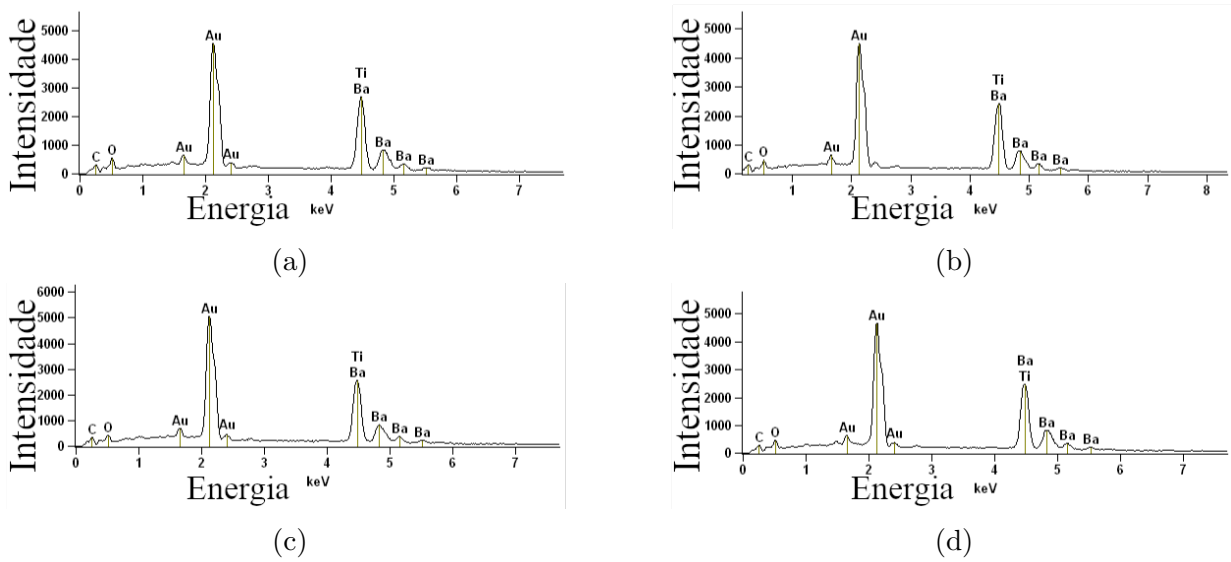 Intensidade
5000
4000
3000
2000
1000
0
C
O
Au
Au
Au
Ti
Ba
Ba
Ba
Ba
0 1 2 3 4 5 6 7
Energia keV
(a)
Intensidade
5000
4000
3000
2000
1000
0
C
O
Au
Au
Ti
Ba
Ba
Ba
Ba
1 2 3 4 5 6 7 8
Energia keV
(b)
Intensidade
6000
5000
4000
3000
2000
1000
0
C
O
Au
Au
Au
Ti
Ba
Ba
Ba
Ba
0 1 2 3 4 5 6 7
Energia keV
(c)
Intensidade
5000
4000
3000
2000
1000
0
C
O
Au
Au
Au
Ba
Ti
Ba
Ba
Ba
0 1 2 3 4 5 6 7
Energia keV
(d)